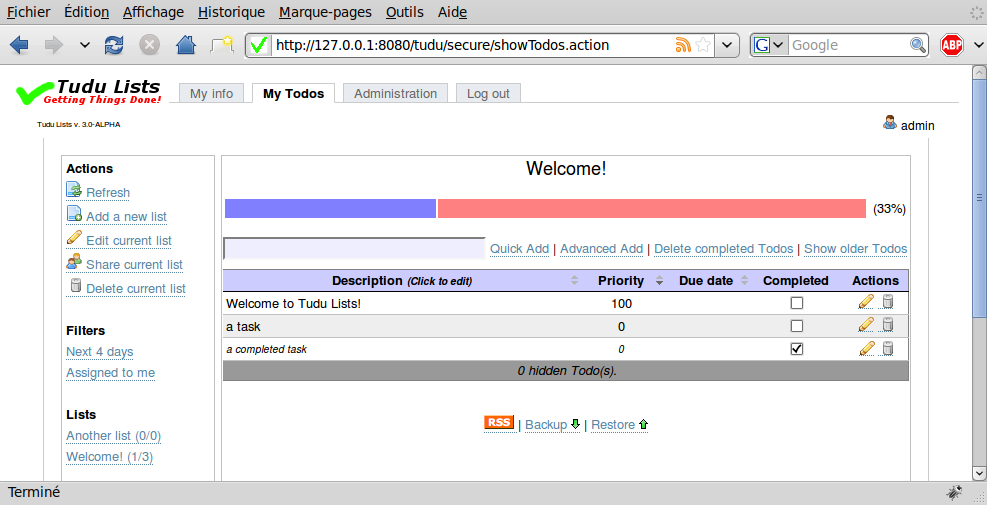 Fichier Édition Affichage Historique Marque-pages Outils Aide
http://127.0.0.1:8080/tudu/secure/showTodos.action G Google ABP
Tudu Lists My info My Todos Administration Log out
Getting Things Done!
Tudu Lists v. 3.0-ALPHA admin
Actions
Refresh
Add a new list
Edit current list
Share current list
Delete current list
Filters
Next 4 days
Assigned to me
Lists
Another list (0/0)
Welcome! (1/3)
Welcome!
(33%)
Quick Add | Advanced Add | Delete completed Todos | Show older Todos
Description (Click to edit) Priority Due date Completed Actions
Welcome to Tudu Lists! 100
a task 0
a completed task 0
0 hidden Todo(s).
RSS | Backup | Restore
Terminé